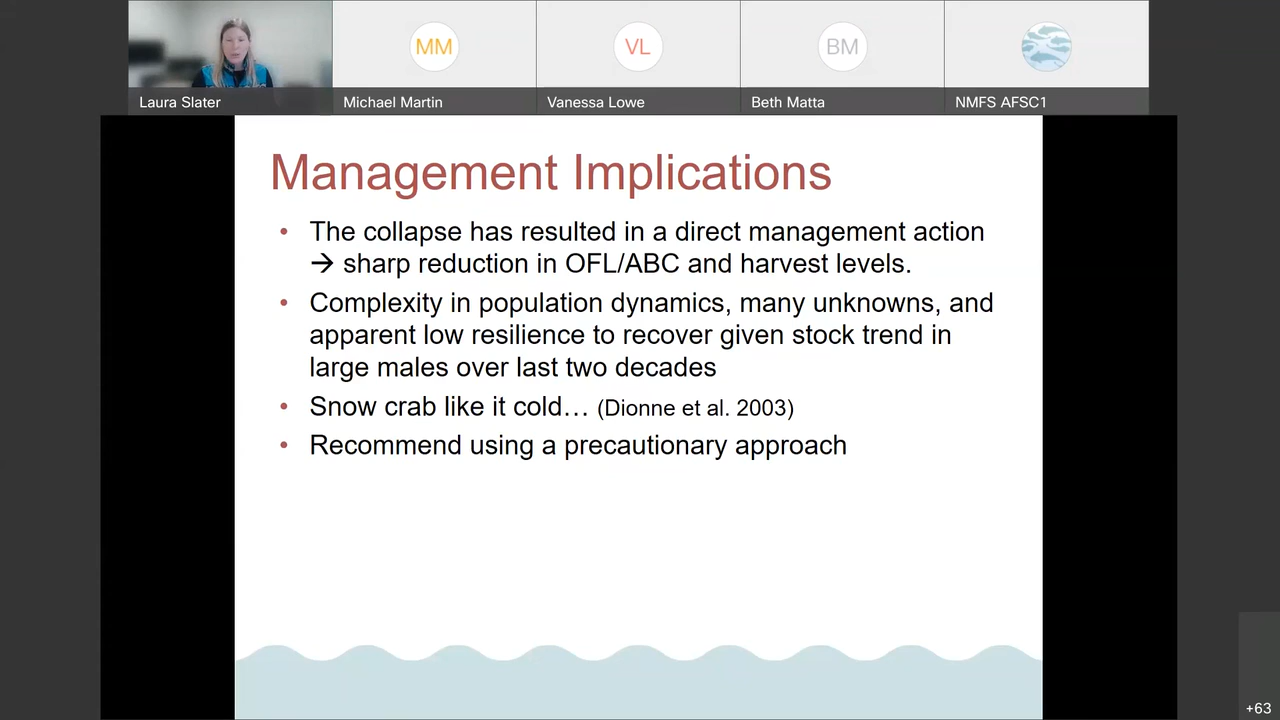 MM
VL
BM
Laura Slater
Michael Martin
Vanessa Lowe
Beth Matta
NMFS AFSC1
Management Implications
• The collapse has resulted in a direct management action
→ sharp reduction in OFL/ABC and harvest levels.
• Complexity in population dynamics, many unknowns, and
apparent low resilience to recover given stock trend in
large males over last two decades
• Snow crab like it cold… (Dionne et al. 2003)
• Recommend using a precautionary approach
+63